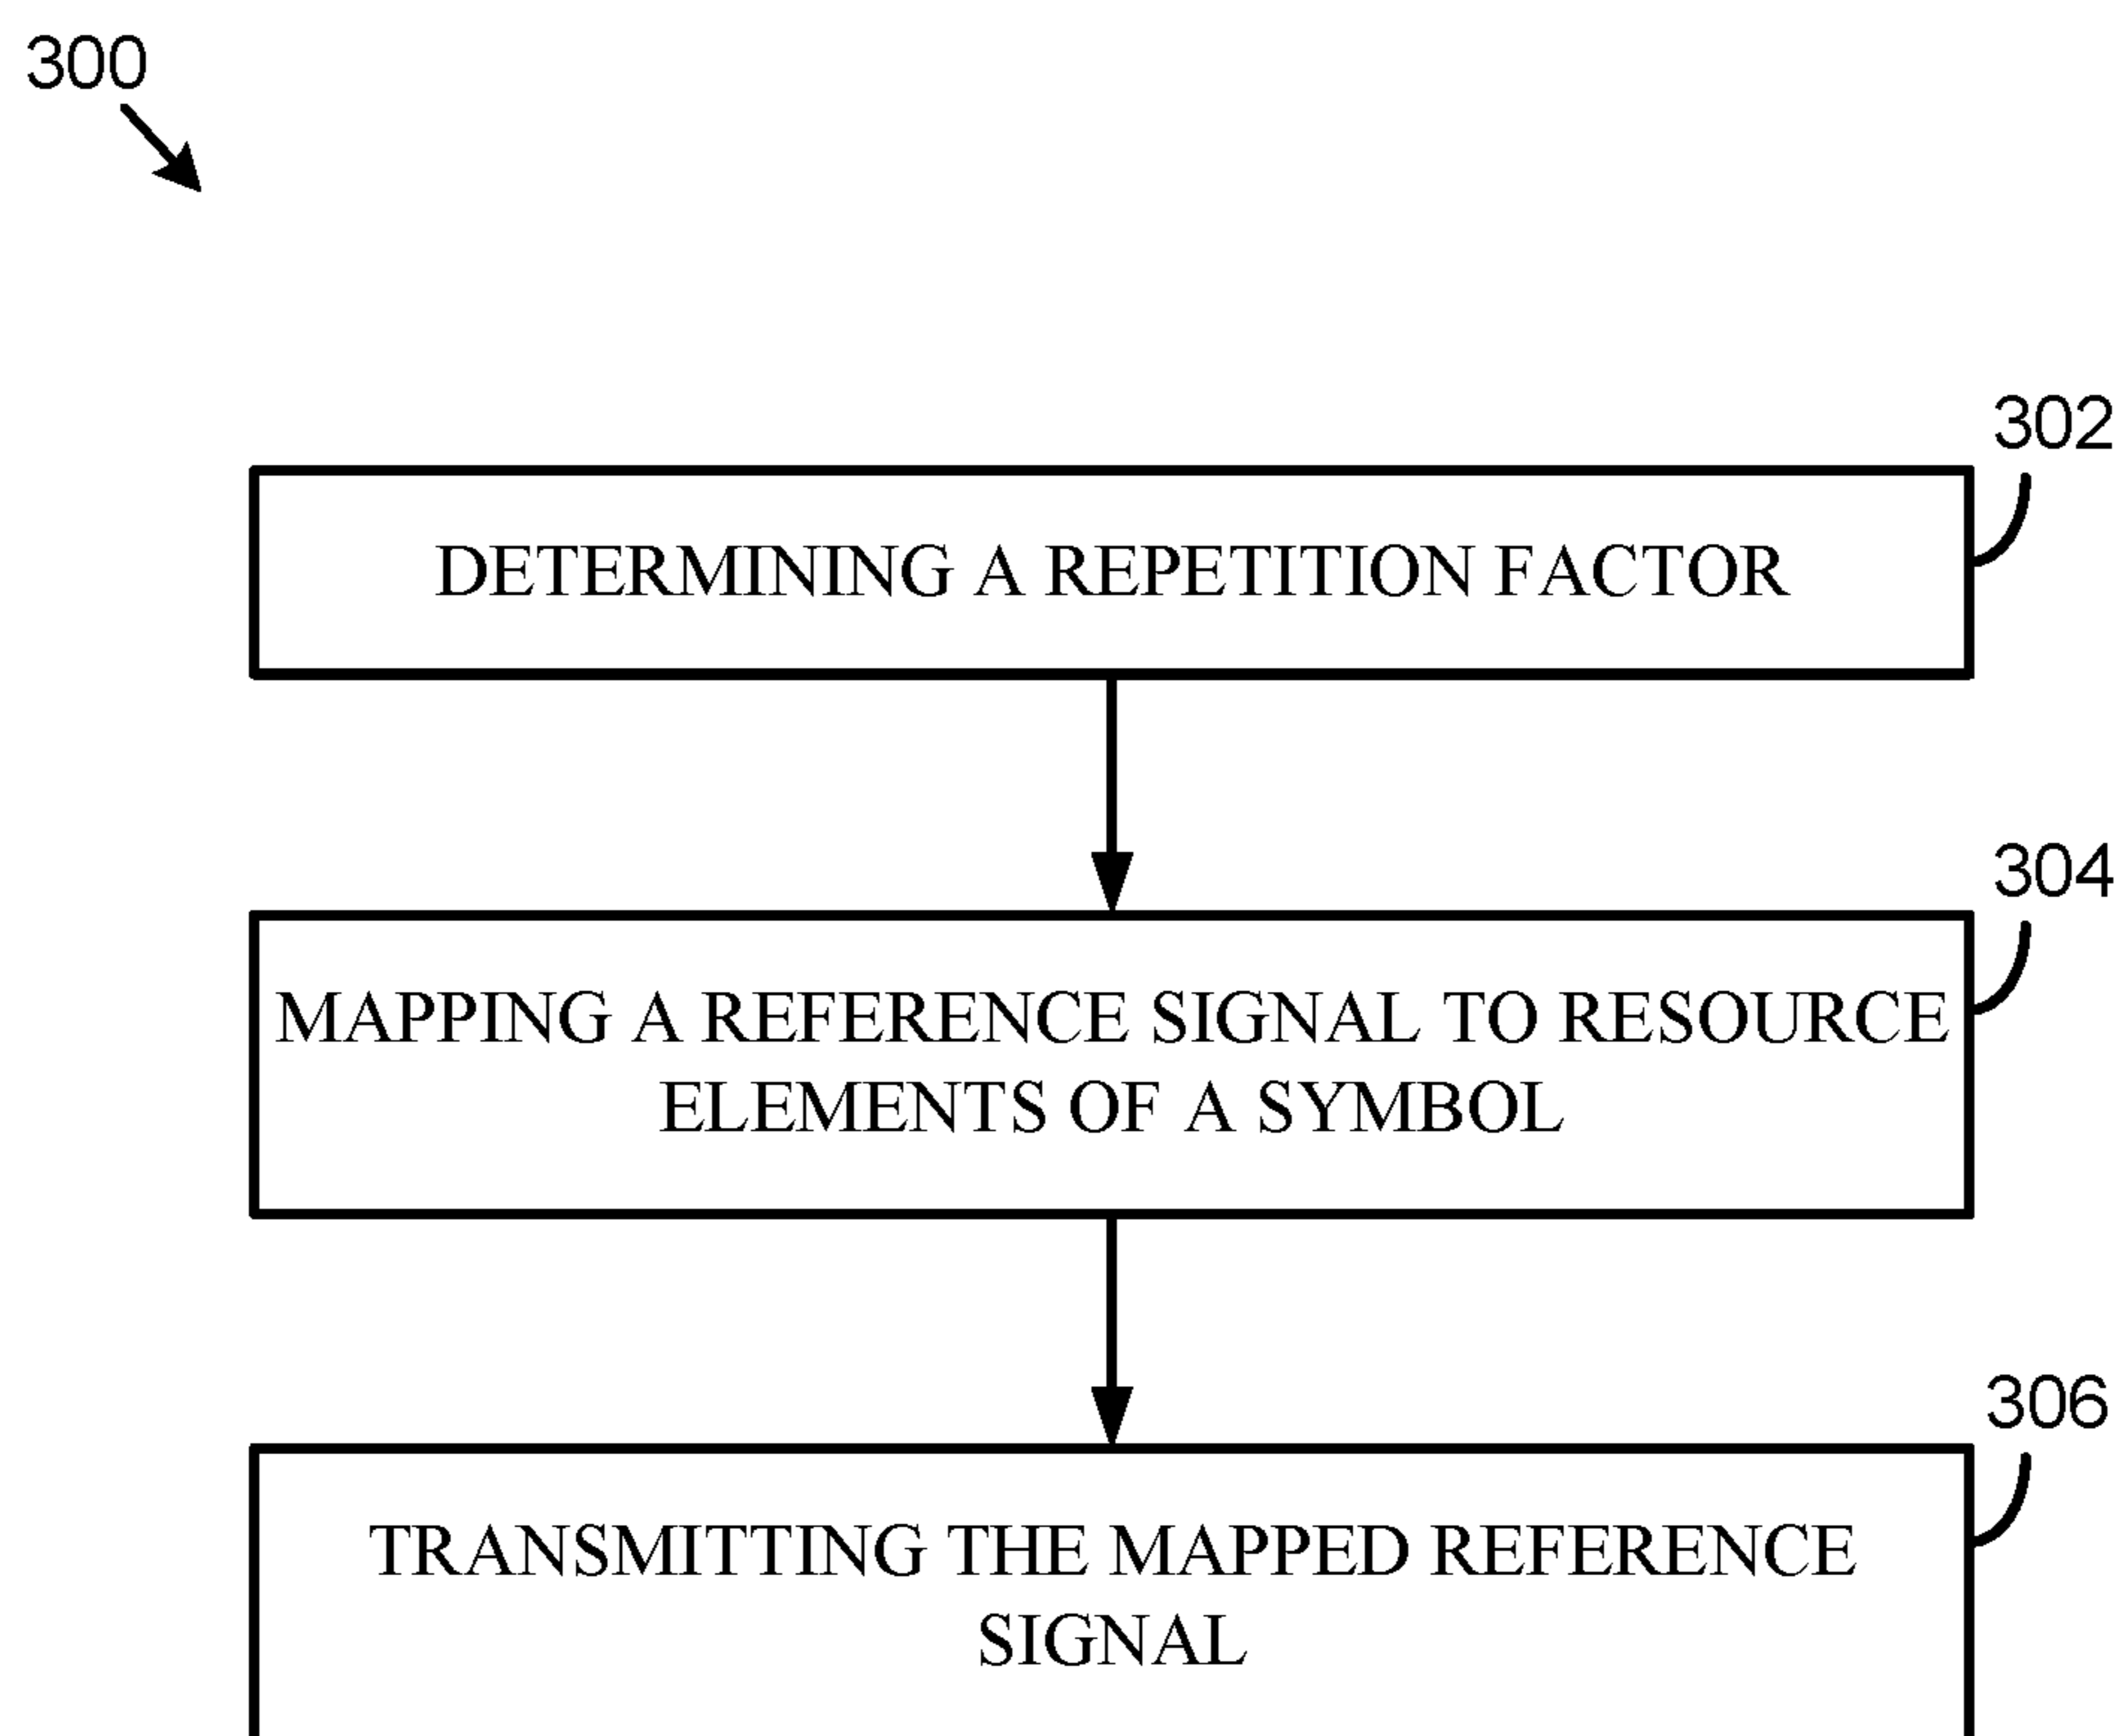 300
302
DETERMINING A REPETITION FACTOR
304
MAPPING A REFERENCE SIGNAL TO RESOURCE
ELEMENTS OF A SYMBOL
306
TRANSMITTING THE MAPPED REFERENCE
SIGNAL